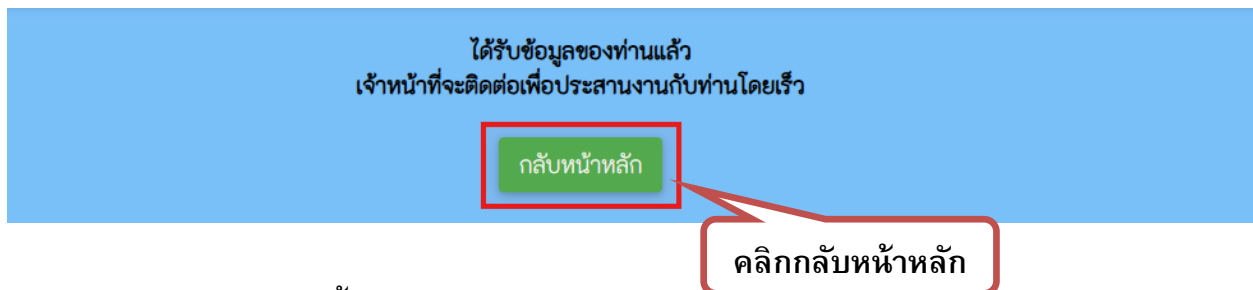 ได้รับข้อมูลของท่านแล้ว
เจ้าหน้าที่จะติดต่อเพื่อประสานงานกับท่านโดยเร็ว
กลับหน้าหลัก
คลิกกลับหน้าหลัก